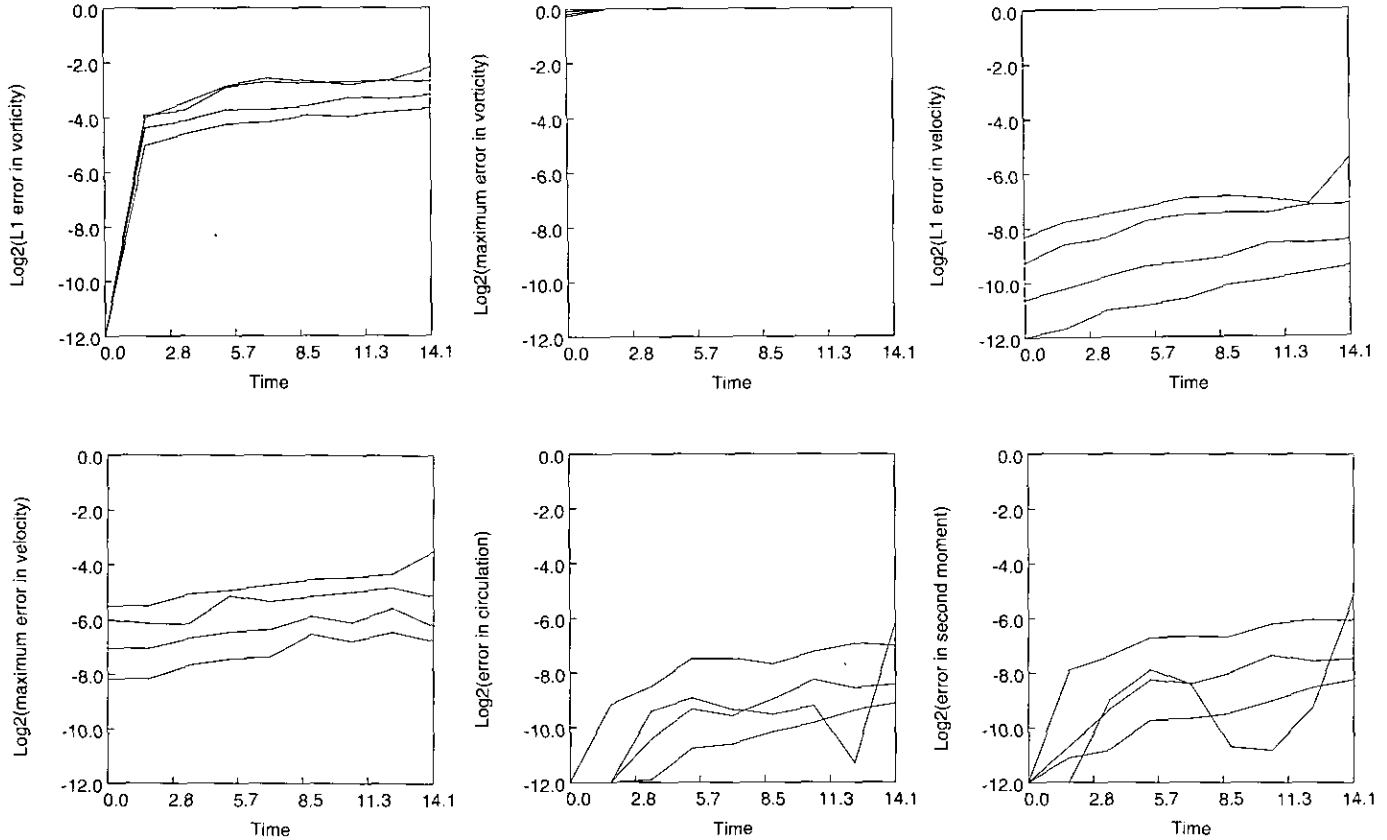 0.0
-2.0
-4.0
-6.0
-8.0
-10.0
-12.0
Log2(L1 error in vorticity)
0.0 2.8 5.7 8.5 11.3 14.1
Time
0.0
-2.0
-4.0
-6.0
-8.0
-10.0
-12.0
Log2(maximum error in vorticity)
0.0 2.8 5.7 8.5 11.3 14.1
Time
0.0
-2.0
-4.0
-6.0
-8.0
-10.0
-12.0
Log2(L1 error in velocity)
0.0 2.8 5.7 8.5 11.3 14.1
Time
0.0
-2.0
-4.0
-6.0
-8.0
-10.0
-12.0
Log2(maximum error in velocity)
0.0 2.8 5.7 8.5 11.3 14.1
Time
0.0
-2.0
-4.0
-6.0
-8.0
-10.0
-12.0
Log2(error in circulation)
0.0 2.8 5.7 8.5 11.3 14.1
Time
0.0
-2.0
-4.0
-6.0
-8.0
-10.0
-12.0
Log2(error in second moment)
0.0 2.8 5.7 8.5 11.3 14.1
Time